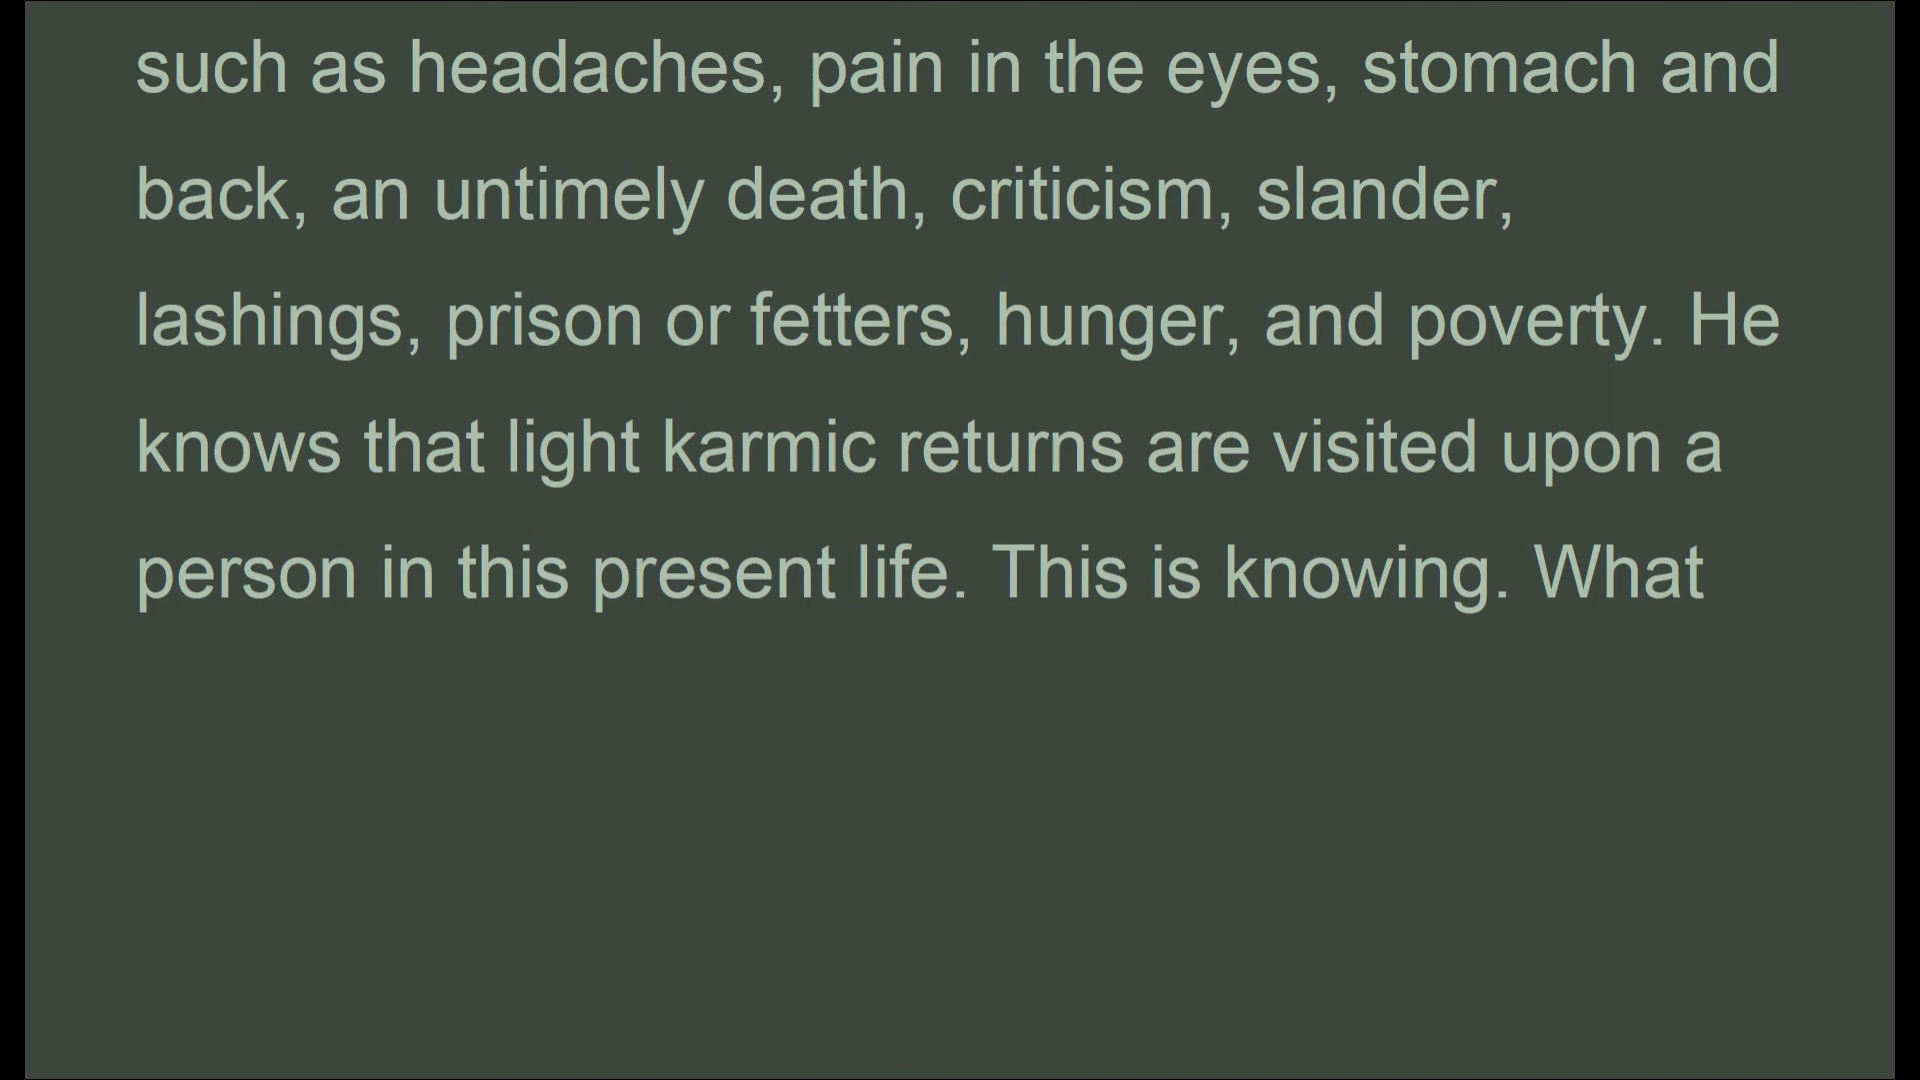 such as headaches, pain in the eyes, stomach and
back, an untimely death, criticism, slander,
lashings, prison or fetters, hunger, and poverty. He
knows that light karmic returns are visited upon a
person in this present life. This is knowing. What